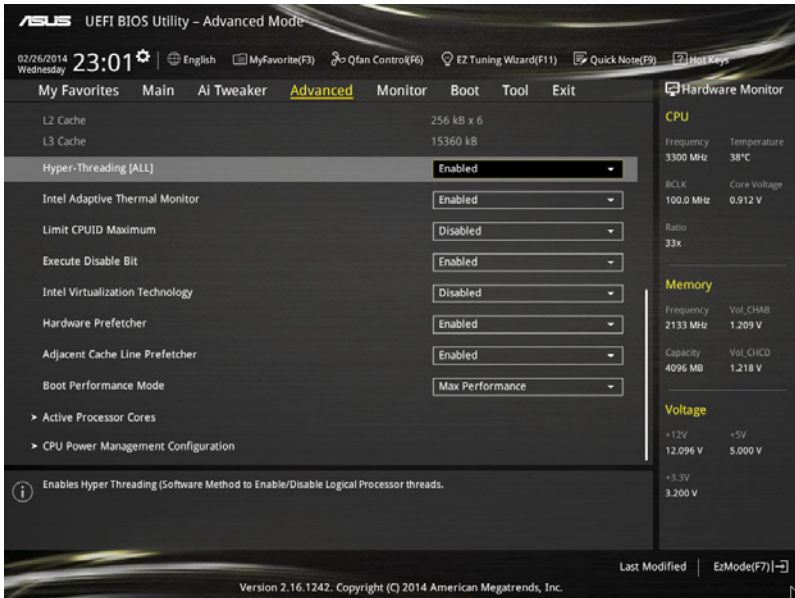 ASUS UEFI BIOS Utility – Advanced Mode
02/26/2014
Wednesday
23:01
English
MyFavorite(F3)
Qfan Control(F6)
EZ Tuning Wizard(F11)
Quick Note(F9)
? Hot Keys
My Favorites Main Ai Tweaker Advanced Monitor Boot Tool Exit
L2 Cache 256 kB x 6
L3 Cache 15360 kB
Hyper-Threading [ALL] Enabled
Intel Adaptive Thermal Monitor Enabled
Limit CPUID Maximum Disabled
Execute Disable Bit Enabled
Intel Virtualization Technology Disabled
Hardware Prefetcher Enabled
Adjacent Cache Line Prefetcher Enabled
Boot Performance Mode Max Performance
> Active Processor Cores
> CPU Power Management Configuration
Enables Hyper Threading (Software Method to Enable/Disable Logical Processor threads.
Hardware Monitor
CPU
Frequency Temperature
3300 MHz 38°C
BCLK Core Voltage
100.0 MHz 0.912 V
Ratio
33x
Memory
Frequency Vol_CHAB
2133 MHz 1.209 V
Capacity Vol_CHCD
4096 MB 1.218 V
Voltage
+12V +5V
12.096 V 5.000 V
+3.3V
3.200 V
Last Modified EzMode(F7)
Version 2.16.1242. Copyright (C) 2014 American Megatrends, Inc.